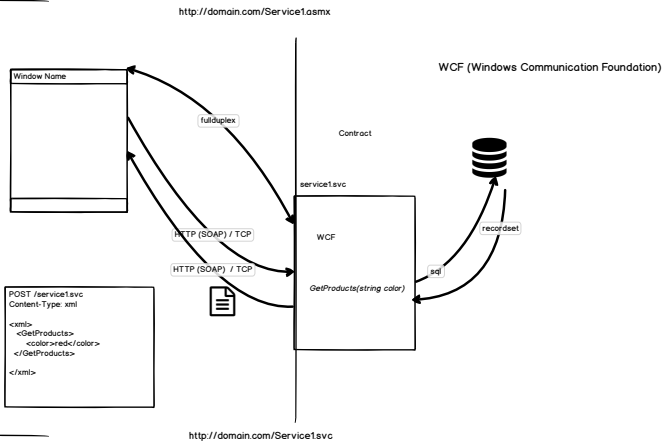 http://domain.com/Service1.asmx
WCF (Windows Communication Foundation)
Window Name
fullduplex
Contract
service1.svc
recordset
HTTP (SOAP) / TCP
WCF
HTTP (SOAP) / TCP
sql
GetProducts(string color)
POST /service1.svc
Content-Type: xml
<xml>
<GetProducts>
<color>red</color>
</GetProducts>
</xml>
http://domain.com/Service1.svc